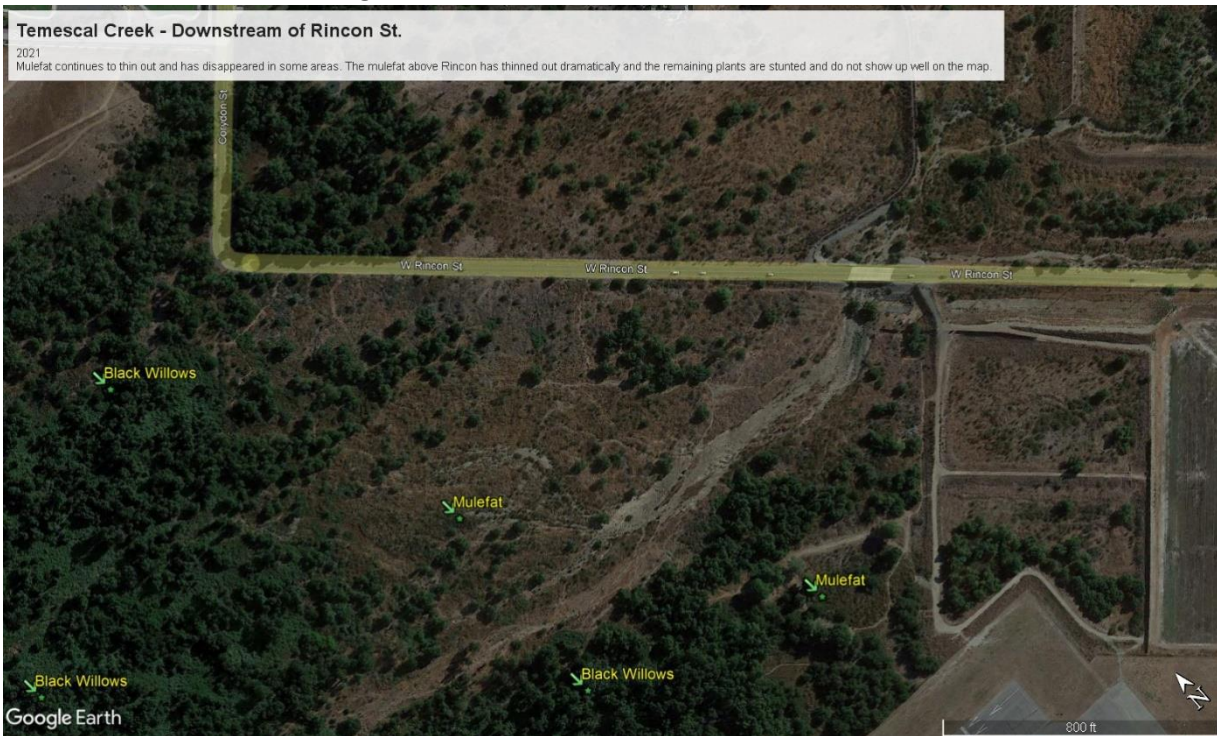 Temescal Creek - Downstream of Rincon St.
2021
Mulefat continues to thin out and has disappeared in some areas. The mulefat above Rincon has thinned out dramatically and the remaining plants are stunted and do not show up well on the map.
Corydon St
W Rincon St
W Rincon St
W Rincon St
Black Willows
Mulefat
Mulefat
Black Willows
Black Willows
Google Earth
N
800 ft